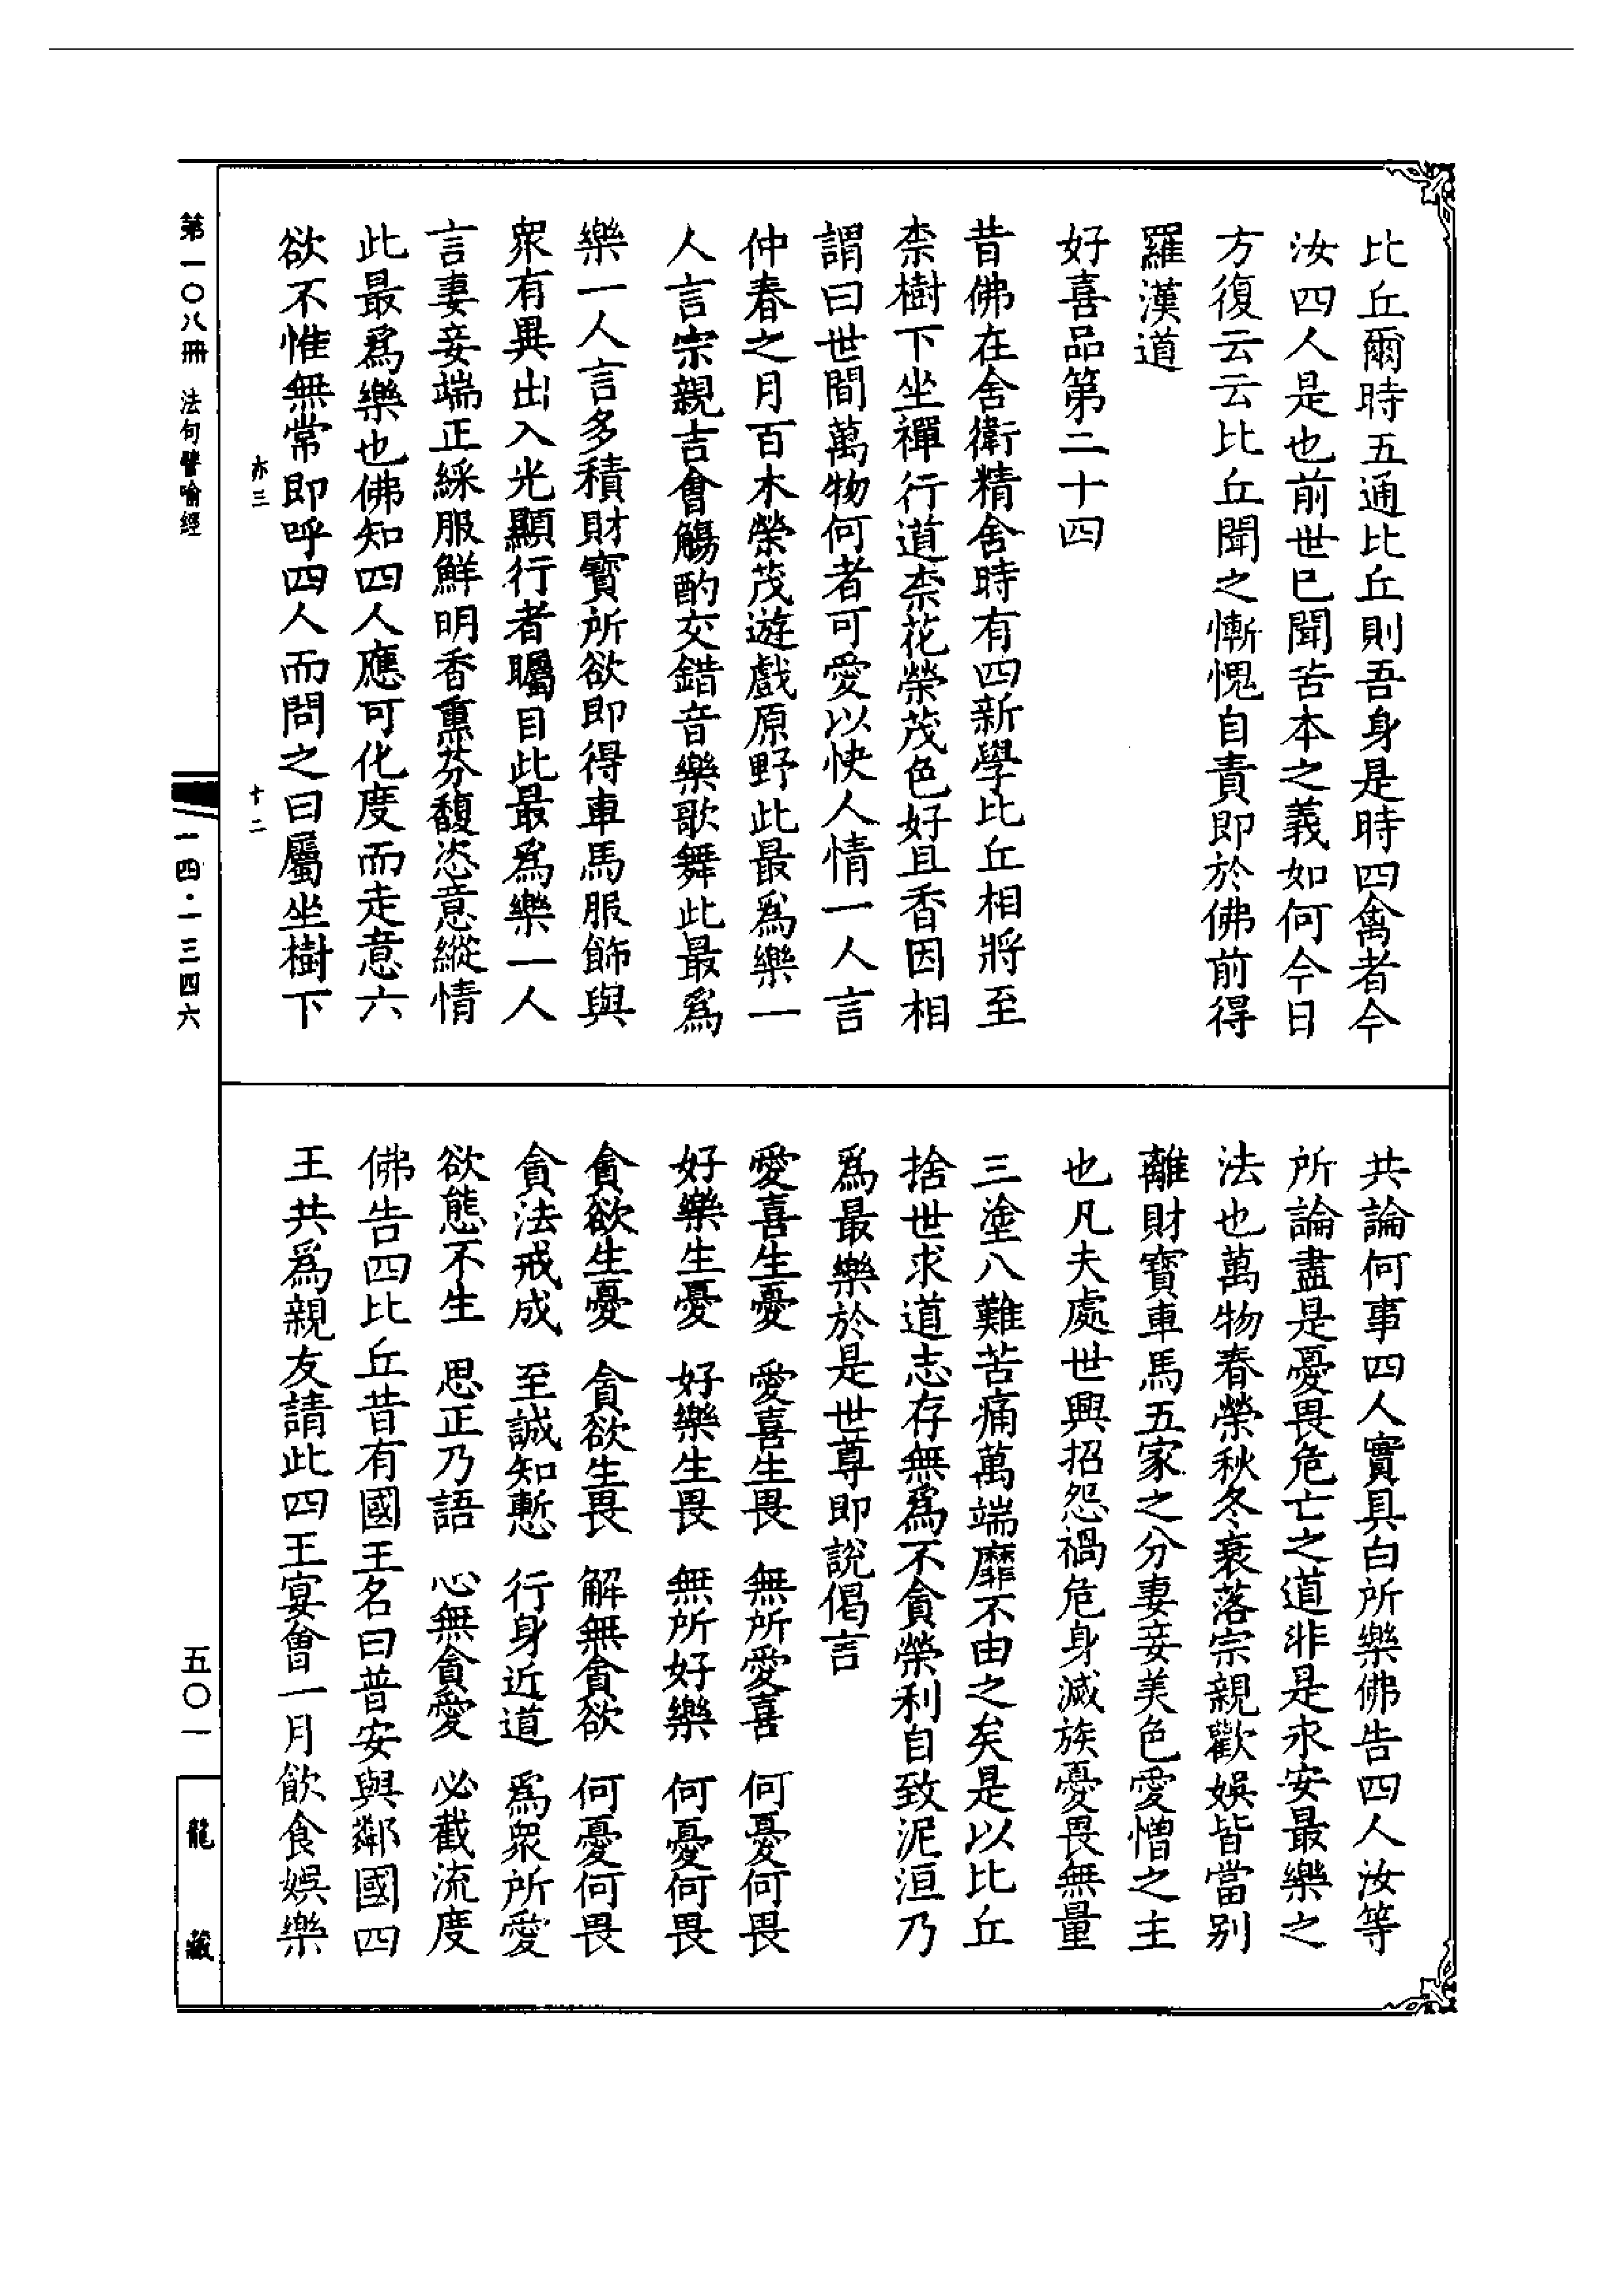 比丘爾時五通比丘則吾身是時四禽者今
汝四人是也前世已聞苦本之義如何今日
方復云云比丘聞之慚愧自責即於佛前得
羅漢道
好喜品第二十四
昔佛在舍衛精舍時有四新學比丘相將至
柰樹下坐禪行道柰花榮茂色好且香因相
謂曰世間萬物何者可愛以快人情一人言
仲春之月百木榮茂遊戲原野此最爲樂一
人言宗親吉會觴酌交錯音樂歌舞此最爲
樂一人言多積財寶所欲即得車馬服飾與
衆有異出入光顯行者矚目此最爲樂一人
言妻妾端正綵服鮮明香熏芬馥恣意縱情
此最爲樂也佛知四人應可化度而走意六
欲不惟無常即呼四人而問之曰屬坐樹下
共論何事四人實具白所樂佛告四人汝等
所論盡是憂畏危亡之道非是永安最樂之
法也萬物春榮秋冬衰落宗親歡娛皆當别
離財寶車馬五家之分妻妾美色愛憎之主
也凡夫處世興招怨禍危身滅族憂畏無量
三塗八難苦痛萬端靡不由之矣是以比丘
捨世求道志存無爲不貪榮利自致泥洹乃
爲最樂於是世尊即説偈言
愛喜生憂 愛喜生畏 無所愛喜 何憂何畏
好樂生憂 好樂生畏 無所好樂 何憂何畏
貪欲生憂 貪欲生畏 解無貪欲 何憂何畏
貪法戒成 至誠知慙 行身近道 爲衆所愛
欲態不生 思正乃語 心無貪愛 必截流度
佛告四比丘昔有國王名曰普安與鄰國四
王共爲親友請此四王宴會一月飲食娛樂
亦三 十二
第一〇八冊 法句譬喻經
一四·一三四六
五〇一
龍藏